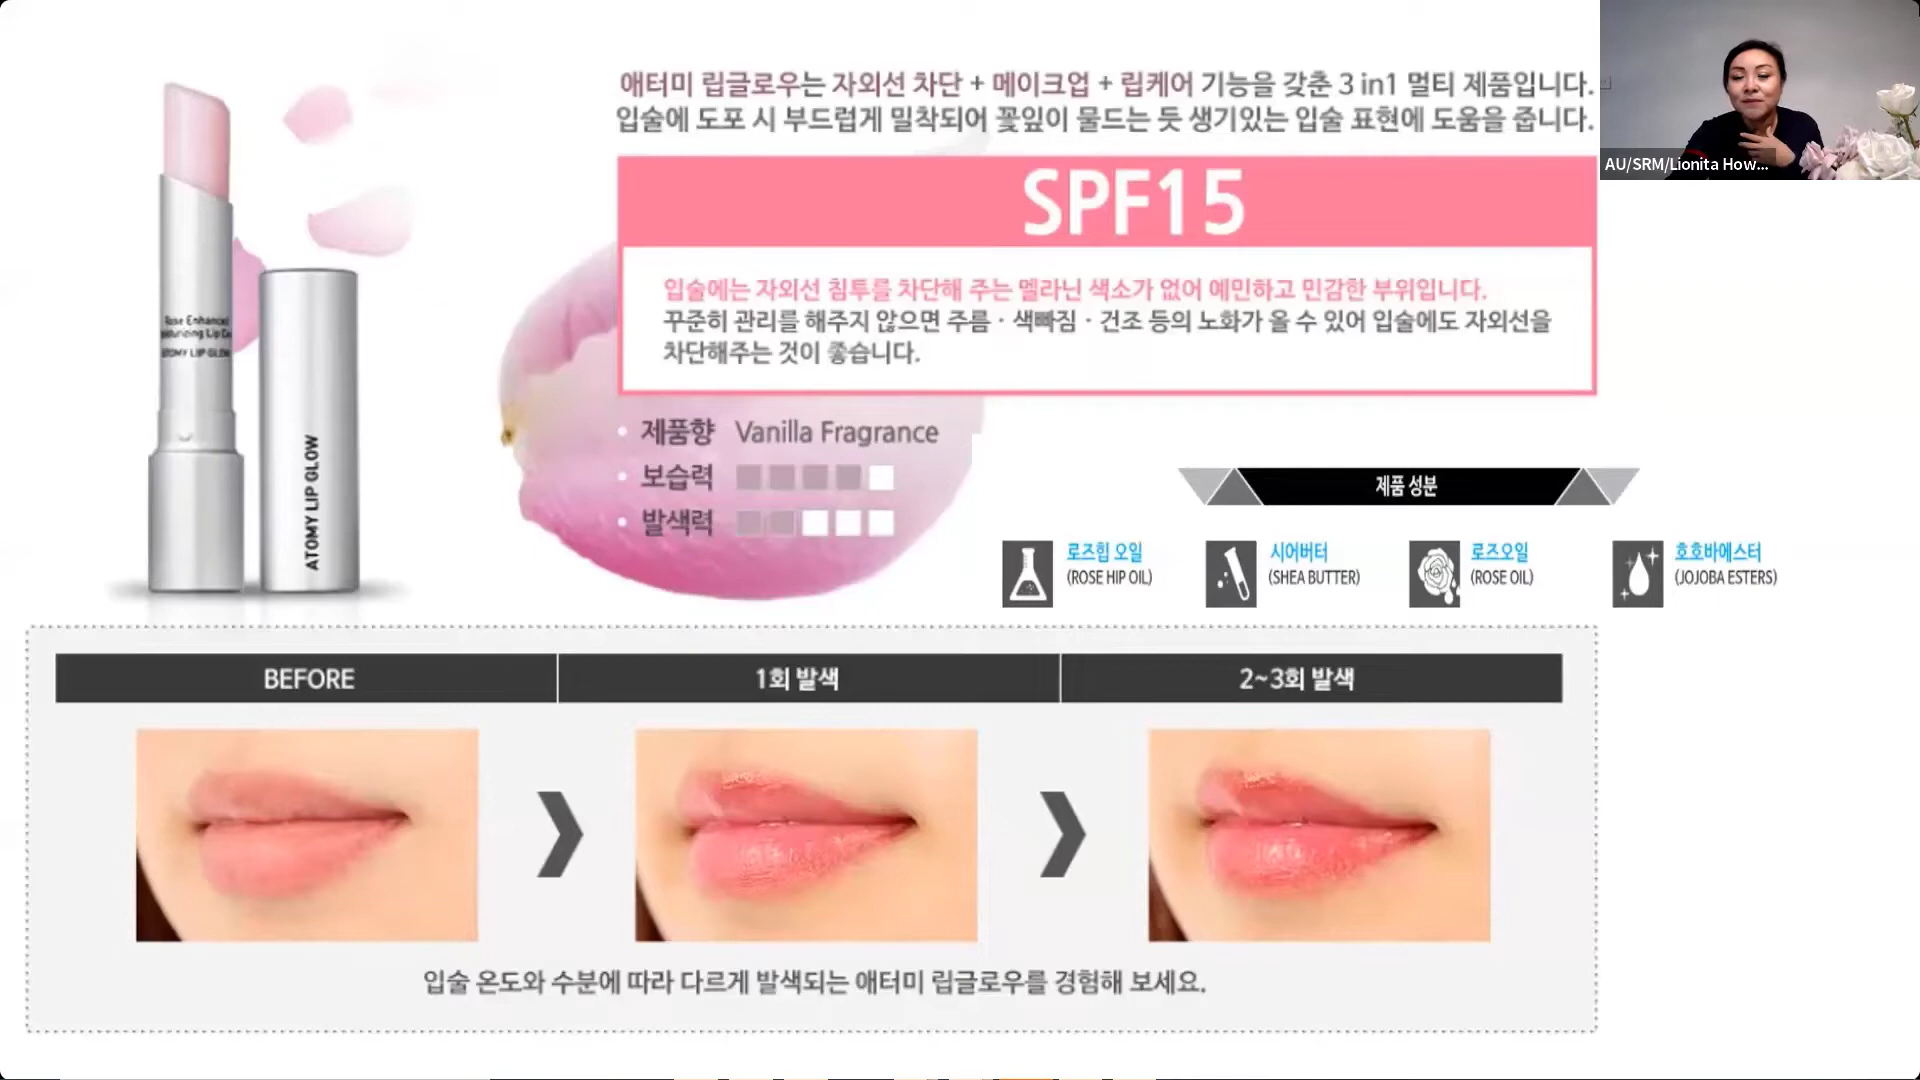 애터미 립글로우는 자외선 차단 + 메이크업 + 립케어 기능을 갖춘 3 in1 멀티 제품입니다.
입술에 도포 시 부드럽게 밀착되어 꽃잎이 물드는 듯 생기있는 입술 표현에 도움을 줍니다.
AU/SRM/Lionita How...
SPF15
입술에는 자외선 침투를 차단해 주는 멜라닌 색소가 없어 예민하고 민감한 부위입니다.
꾸준히 관리를 해주지 않으면 주름 · 색빠짐 · 건조 등의 노화가 올 수 있어 입술에도 자외선을
차단해주는 것이 좋습니다.
Rose Enhanced
Lip
ATOMY LIP GLOW
ATOMY LIP GLOW
• 제품향 Vanilla Fragrance
• 보습력
• 발색력
제품 성분
로즈힙 오일
(ROSE HIP OIL)
시어버터
(SHEA BUTTER)
로즈오일
(ROSE OIL)
호호바에스터
(JOJOBA ESTERS)
BEFORE
1회 발색
2~3회 발색
입술 온도와 수분에 따라 다르게 발색되는 애터미 립글로우를 경험해 보세요.